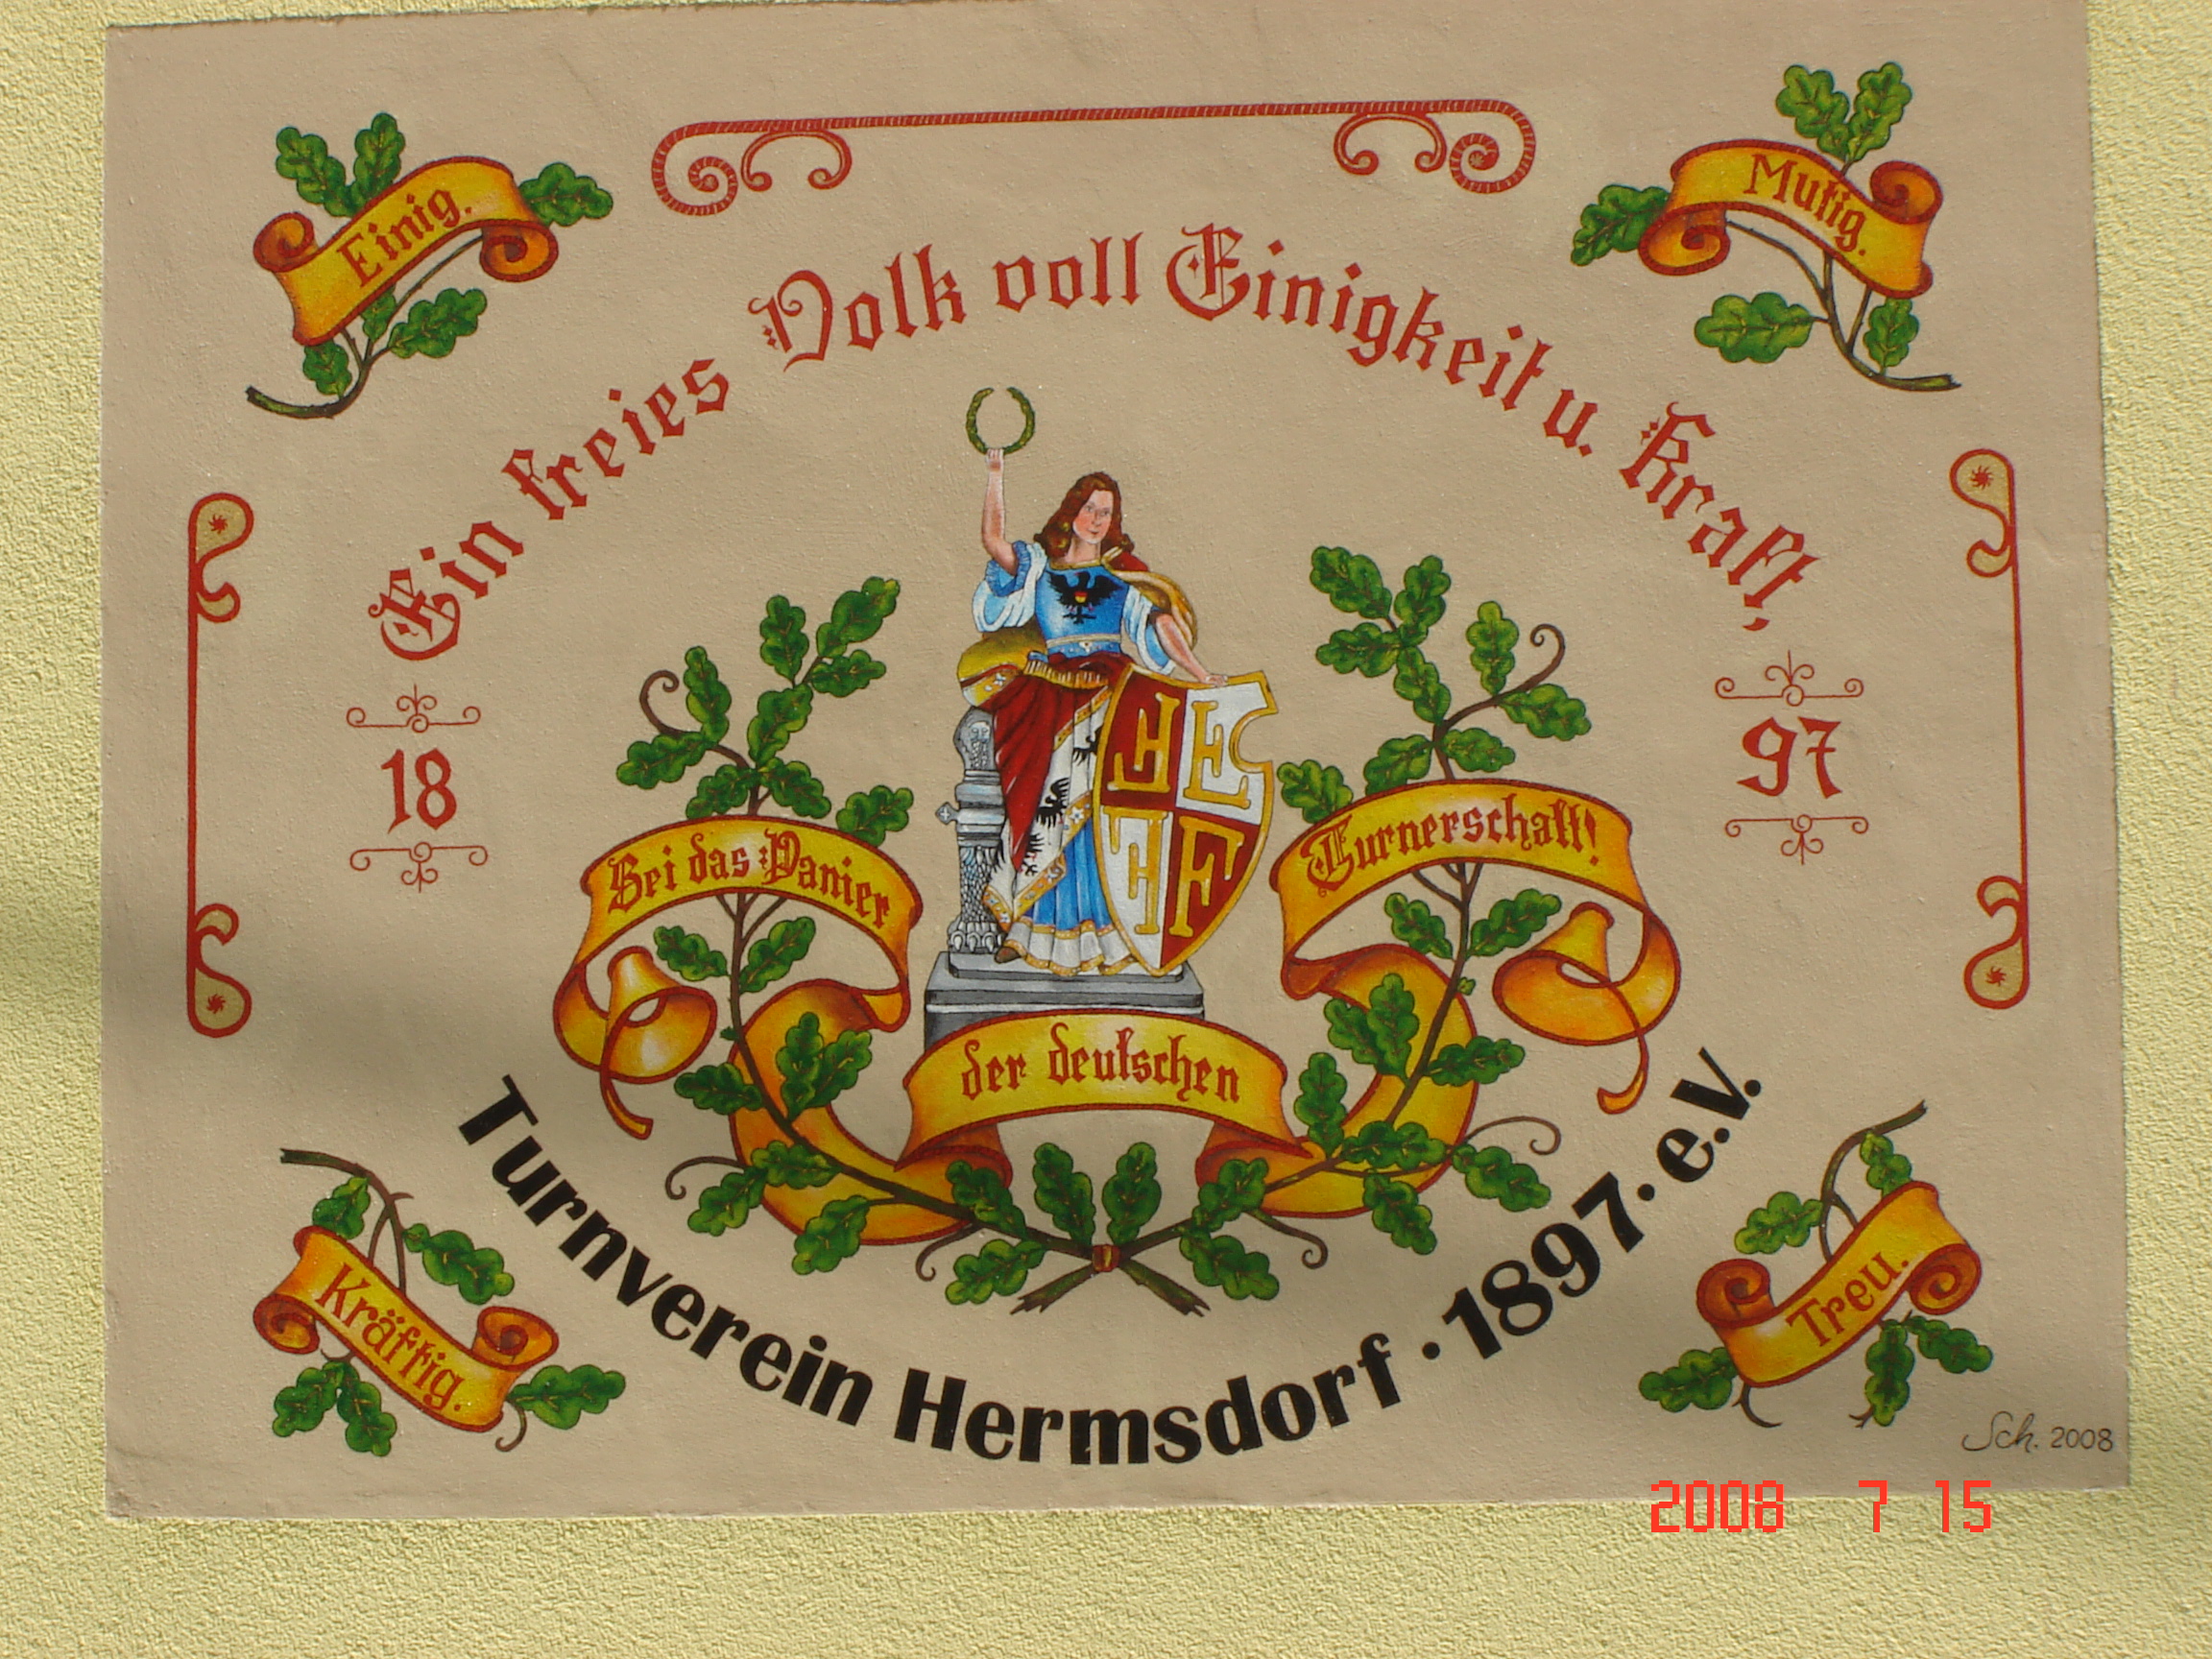 Einig.
Mutig.
Ein freies Volk voll Einigkeit u. Kraft,
18
97
Sei das Panier
der deutschen
Turnerschaft!
Turnverein Hermsdorf · 1897 · e.V.
Kräftig.
Treu.
Sch. 2008
2008 7 15